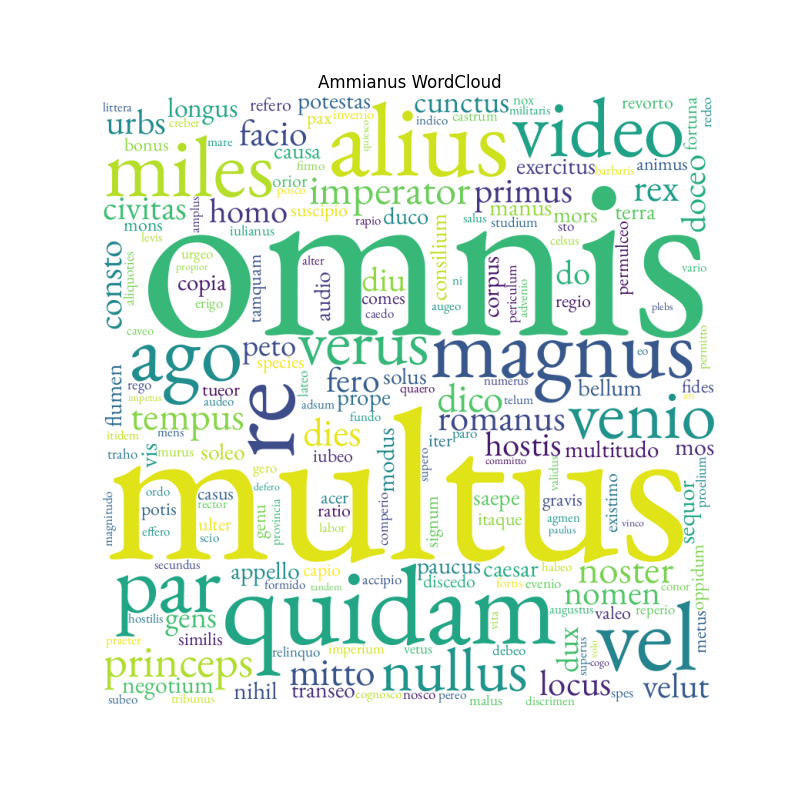 Ammianus WordCloud
littera longus refero potestas cunctus nox revorto
creber pax invenio indico castrum militaris fortuna redeo
urbs facio alius video
bonus mare causa quiesco exercitus barbaris animus
miles firmo orior posco imperator primus rex doceo
civitas amplus homo suscipio rapio duco manus mors terra
mons levis iulianus consilium salus studium sto celsus permulceo vario
omnis
consto aliquoties urgeo propior tamquam alter audio diu corpus do
copia erigo comes caedo augeo ni periculum advenio regio plebs
caveo ago peto verus magnus eo permitto
species
flumen rego tueor re lateo fero solus quaero numerus bellum fides
impetus audeo adsum prope dico telum ars
tempus fundo romanus venio
itidem mens dies modus iter paro hostis multitudo mos
traho vis murus soleo iubeo supero committo
multus
magnitudo ordo casus gero defero acer comperio signum saepe gravis validus existimo sequor proelium
potis rector genu provincia ratio itaque agmen
effero ulter scio labor paulus vinco
secundus appello capio accipio paucus caesar habeo noster oppidum
par quidam formido tandem discedo fortis evenio nomen conor
hostilis gens augustus valeo reperio metus
praeter similis vita dux vel
princeps relinquo imperium vetus debeo superus volo cogo
negotium mitto nullus locus
subeo tribunus nihil transeo cognosco nosco pereo malus discrimen spes velut